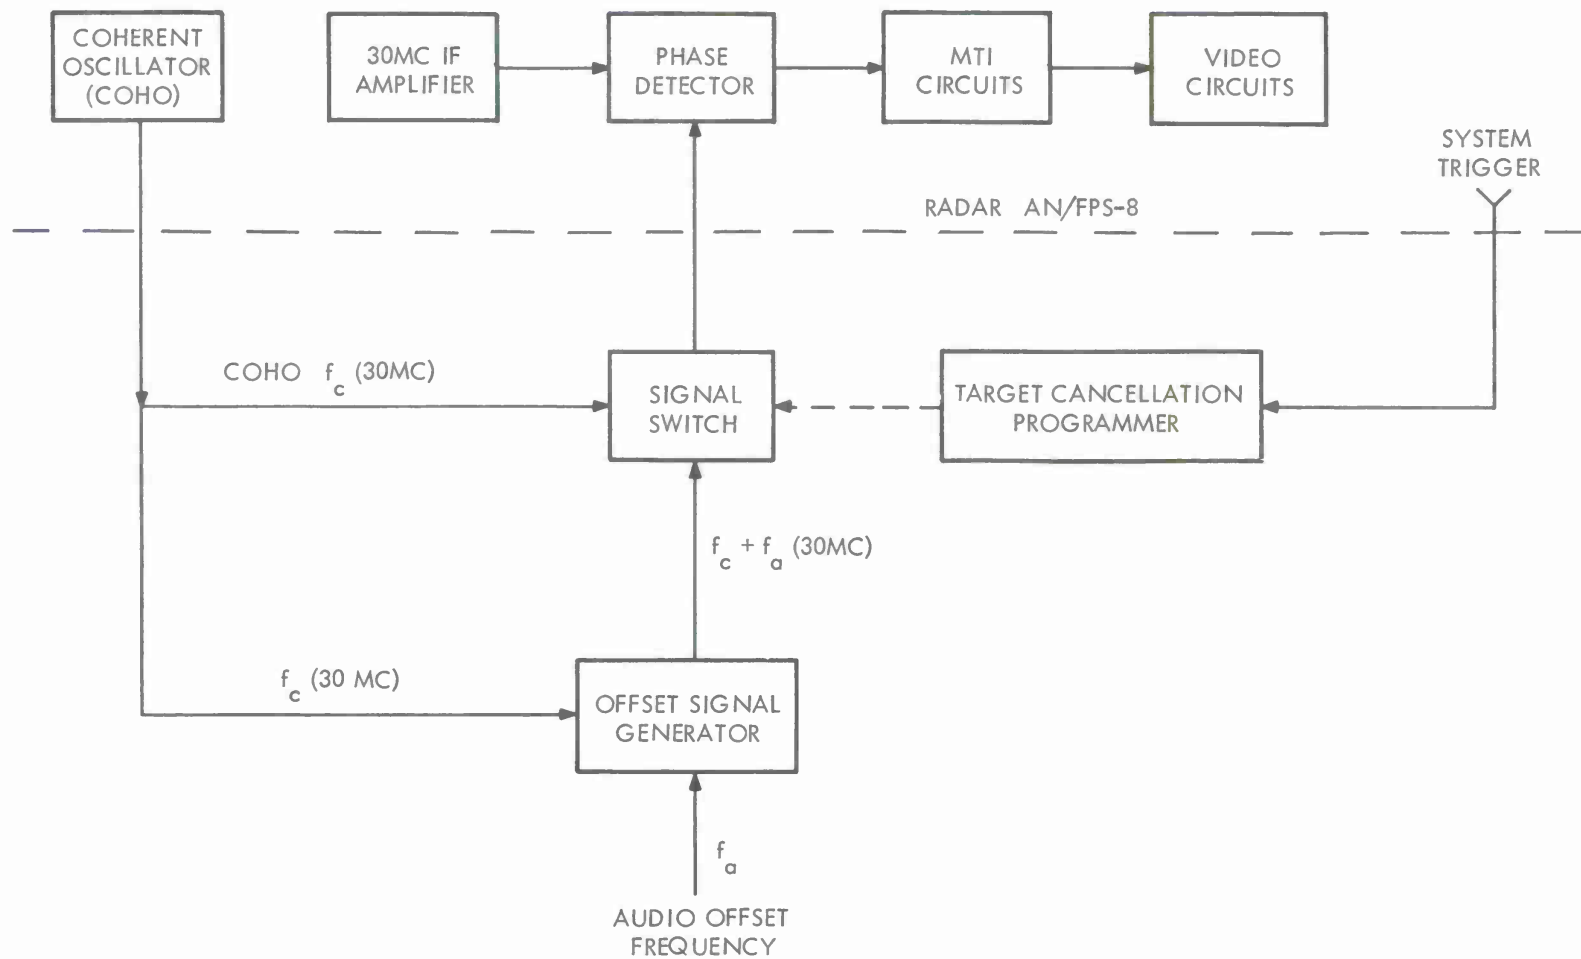 COHERENT
OSCILLATOR
(COHO)
30MC IF
AMPLIFIER
PHASE
DETECTOR
MTI
CIRCUITS
VIDEO
CIRCUITS
SYSTEM
TRIGGER
RADAR AN/FPS-8
COHO f_c (30MC)
SIGNAL
SWITCH
TARGET CANCELLATION
PROGRAMMER
f_c + f_a (30MC)
f_c (30 MC)
OFFSET SIGNAL
GENERATOR
f_a
AUDIO OFFSET
FREQUENCY